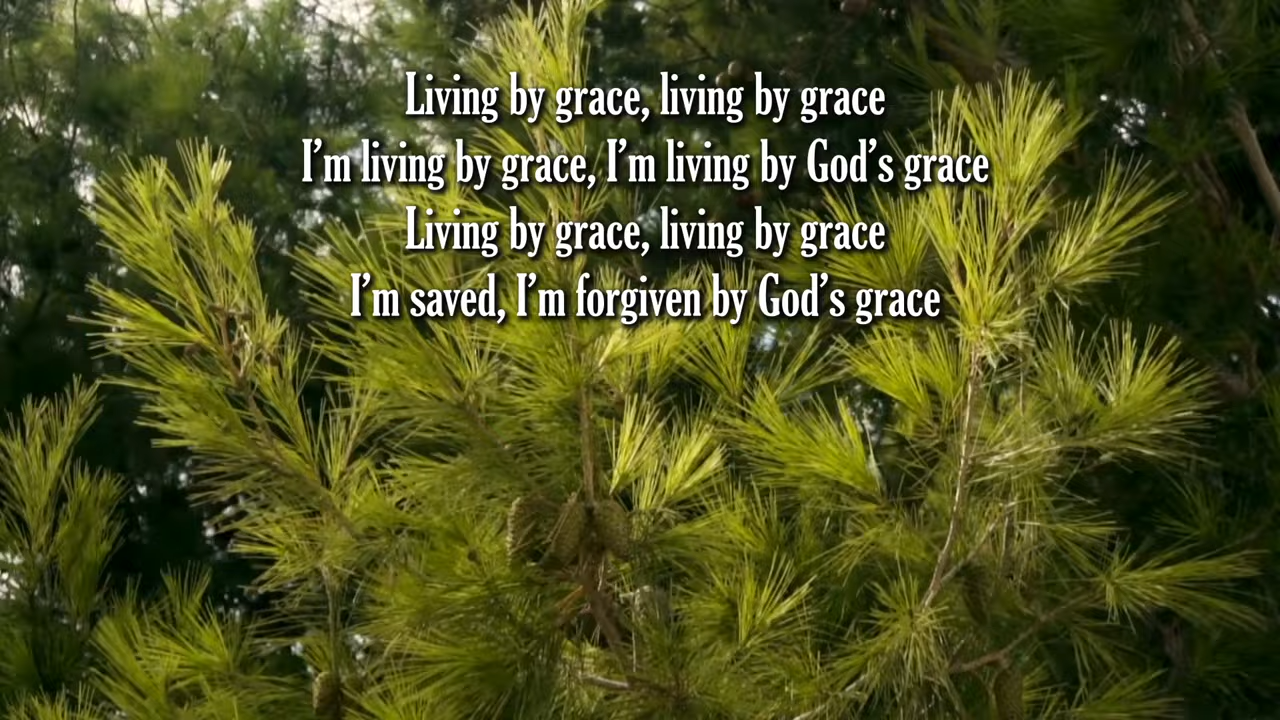 Living by grace, living by grace
I'm living by grace, I'm living by God's grace
Living by grace, living by grace
I'm saved, I'm forgiven by God's grace